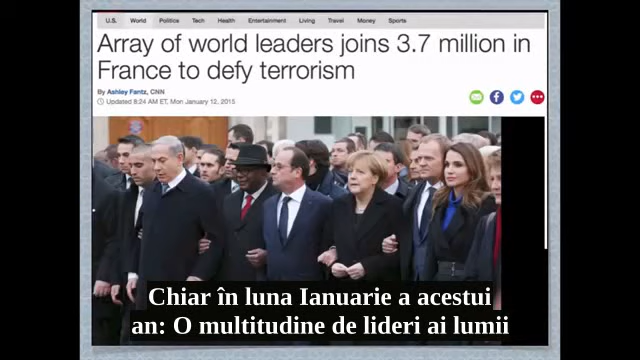 U.S. World Politics Tech Health Entertainment Living Travel Money Sports
Array of world leaders joins 3.7 million in
France to defy terrorism
By Ashley Fantz, CNN
Updated 8:24 AM ET, Mon January 12, 2015
Chiar în luna Ianuarie a acestui
an: O multitudine de lideri ai lumii